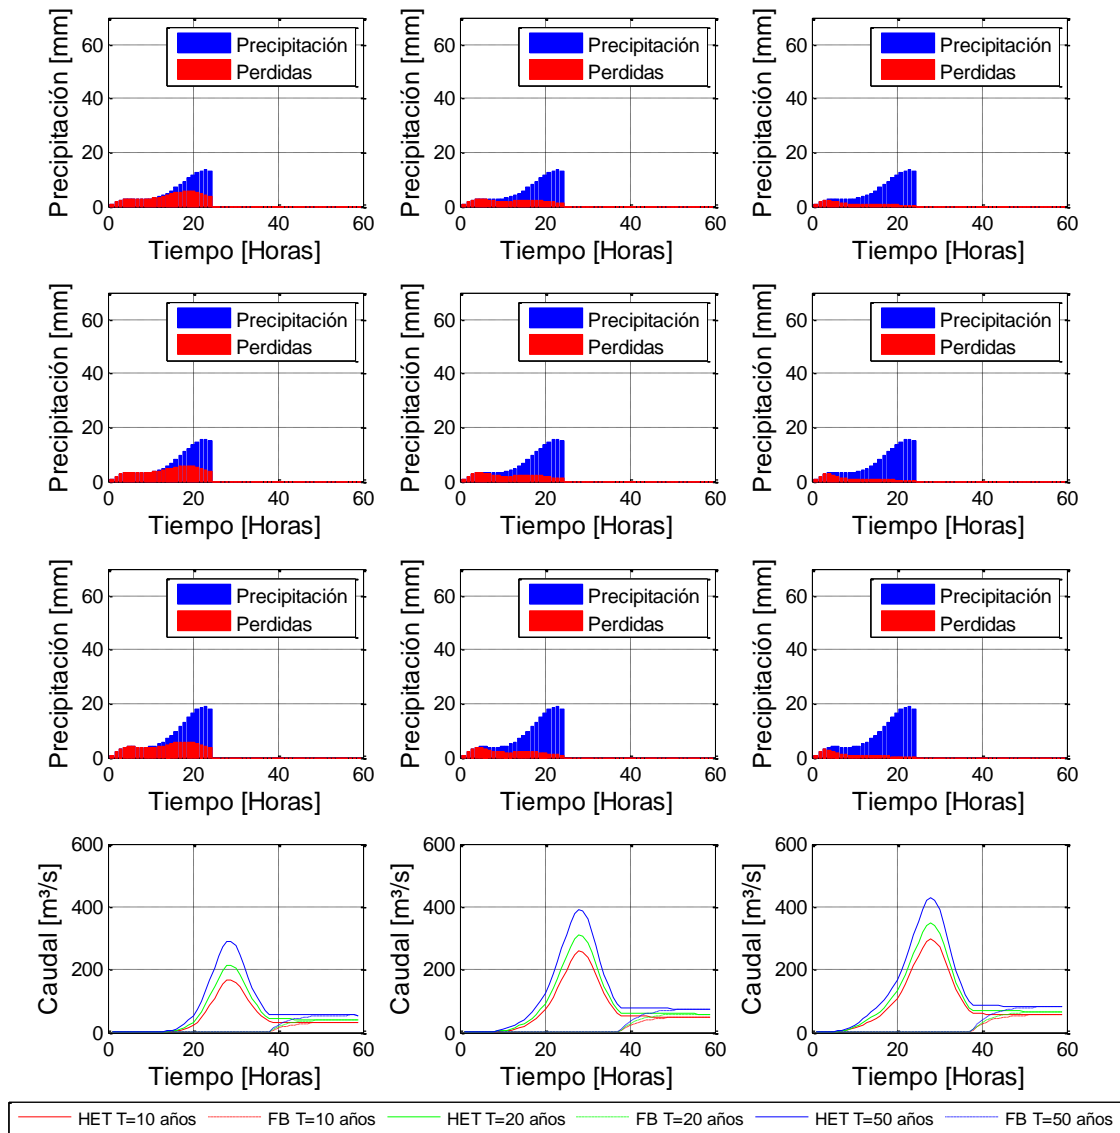 Precipitación [mm]
60
40
20
0
Precipitación
Perdidas
0 20 40 60
Tiempo [Horas]
Precipitación [mm]
60
40
20
0
Precipitación
Perdidas
0 20 40 60
Tiempo [Horas]
Precipitación [mm]
60
40
20
0
Precipitación
Perdidas
0 20 40 60
Tiempo [Horas]
Precipitación [mm]
60
40
20
0
Precipitación
Perdidas
0 20 40 60
Tiempo [Horas]
Precipitación [mm]
60
40
20
0
Precipitación
Perdidas
0 20 40 60
Tiempo [Horas]
Precipitación [mm]
60
40
20
0
Precipitación
Perdidas
0 20 40 60
Tiempo [Horas]
Precipitación [mm]
60
40
20
0
Precipitación
Perdidas
0 20 40 60
Tiempo [Horas]
Precipitación [mm]
60
40
20
0
Precipitación
Perdidas
0 20 40 60
Tiempo [Horas]
Precipitación [mm]
60
40
20
0
Precipitación
Perdidas
0 20 40 60
Tiempo [Horas]
Caudal [m³/s]
600
400
200
0
0 20 40 60
Tiempo [Horas]
Caudal [m³/s]
600
400
200
0
0 20 40 60
Tiempo [Horas]
Caudal [m³/s]
600
400
200
0
0 20 40 60
Tiempo [Horas]
HET T=10 años FB T=10 años HET T=20 años FB T=20 años HET T=50 años FB T=50 años